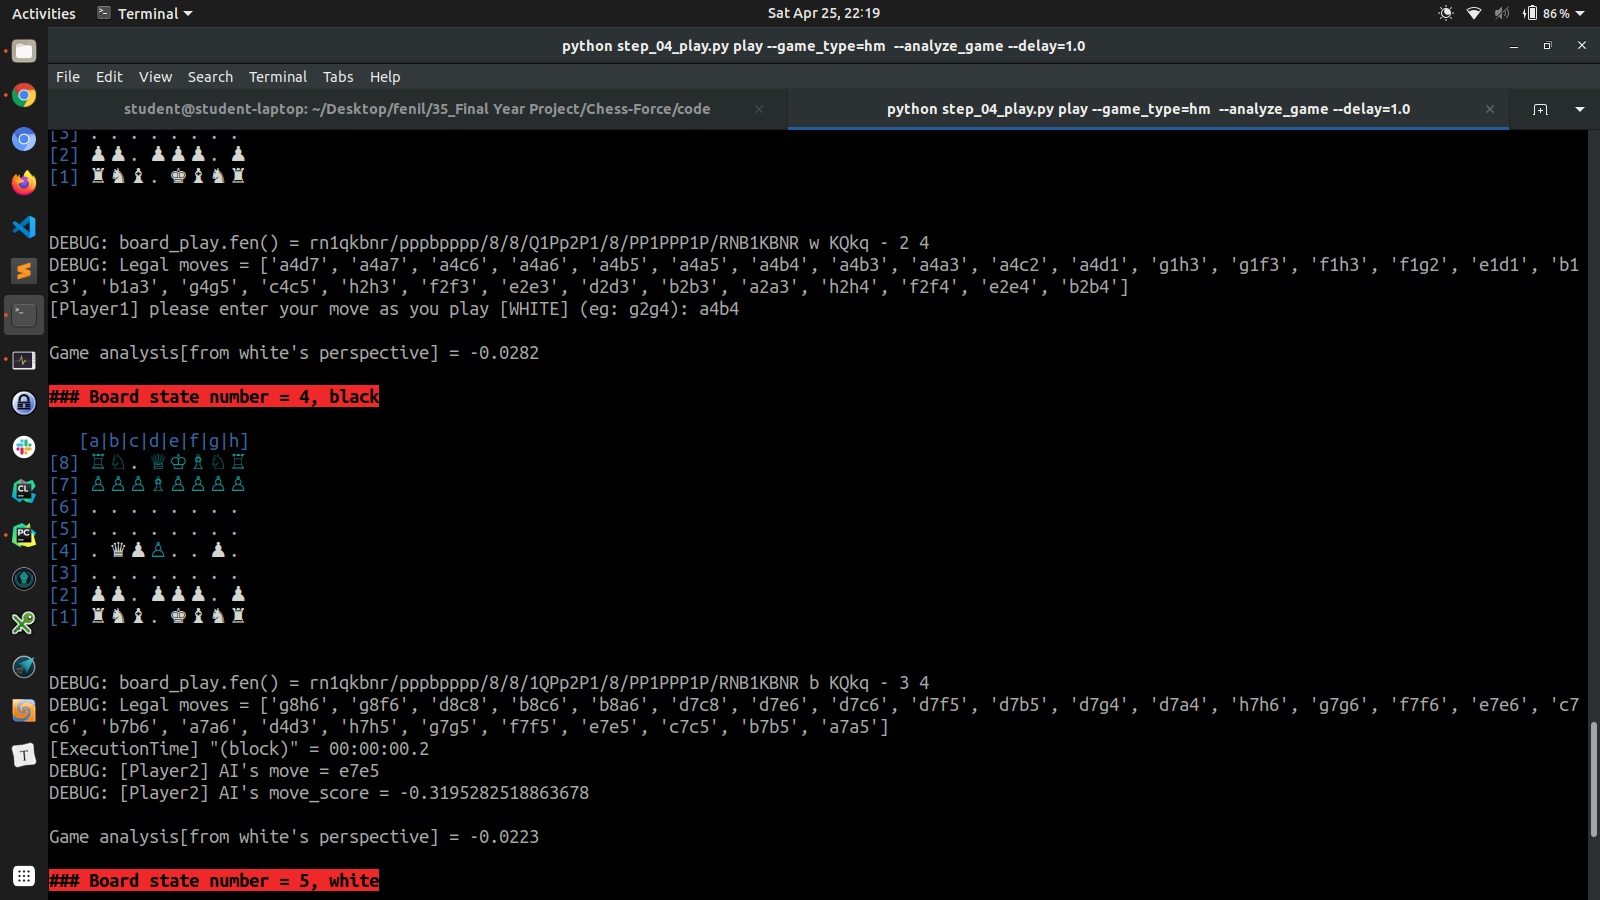 Activities Terminal Sat Apr 25, 22:19 86%
python step_04_play.py play --game_type=hm  --analyze_game --delay=1.0
File Edit View Search Terminal Tabs Help
student@student-laptop: ~/Desktop/fenil/35_Final Year Project/Chess-Force/code python step_04_play.py play --game_type=hm  --analyze_game --delay=1.0
[3] . . . . . . . .
[2] ♟ ♟ . ♟ ♟ ♟ . ♟
[1] ♜ ♞ ♝ . ♚ ♝ ♞ ♜
DEBUG: board_play.fen() = rn1qkbnr/pppbpppp/8/8/Q1Pp2P1/8/PP1PPP1P/RNB1KBNR w KQkq - 2 4
DEBUG: Legal moves = ['a4d7', 'a4a7', 'a4c6', 'a4a6', 'a4b5', 'a4a5', 'a4b4', 'a4b3', 'a4a3', 'a4c2', 'a4d1', 'g1h3', 'g1f3', 'f1h3', 'f1g2', 'e1d1', 'b1
c3', 'b1a3', 'g4g5', 'c4c5', 'h2h3', 'f2f3', 'e2e3', 'd2d3', 'b2b3', 'a2a3', 'h2h4', 'f2f4', 'e2e4', 'b2b4']
[Player1] please enter your move as you play [WHITE] (eg: g2g4): a4b4
Game analysis[from white's perspective] = -0.0282
### Board state number = 4, black
[a|b|c|d|e|f|g|h]
[8] ♖ ♘ . ♕ ♔ ♗ ♘ ♖
[7] ♙ ♙ ♙ ♗ ♙ ♙ ♙ ♙
[6] . . . . . . . .
[5] . . . . . . . .
[4] . ♛ ♟ ♙ . . ♟ .
[3] . . . . . . . .
[2] ♟ ♟ . ♟ ♟ ♟ . ♟
[1] ♜ ♞ ♝ . ♚ ♝ ♞ ♜
DEBUG: board_play.fen() = rn1qkbnr/pppbpppp/8/8/1QPp2P1/8/PP1PPP1P/RNB1KBNR b KQkq - 3 4
DEBUG: Legal moves = ['g8h6', 'g8f6', 'd8c8', 'b8c6', 'b8a6', 'd7c8', 'd7e6', 'd7c6', 'd7f5', 'd7b5', 'd7g4', 'd7a4', 'h7h6', 'g7g6', 'f7f6', 'e7e6', 'c7
c6', 'b7b6', 'a7a6', 'd4d3', 'h7h5', 'g7g5', 'f7f5', 'e7e5', 'c7c5', 'b7b5', 'a7a5']
[ExecutionTime] "(block)" = 00:00:00.2
DEBUG: [Player2] AI's move = e7e5
DEBUG: [Player2] AI's move_score = -0.3195282518863678
Game analysis[from white's perspective] = -0.0223
### Board state number = 5, white